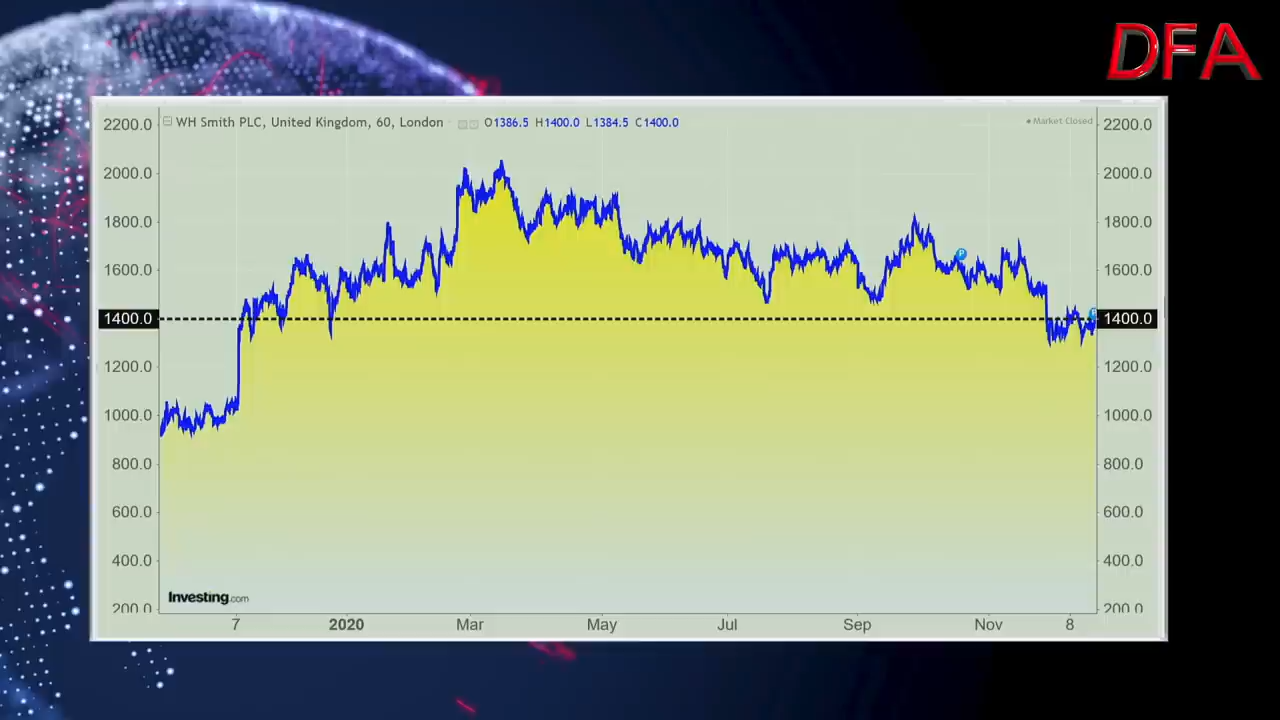 DFA
WH Smith PLC, United Kingdom, 60, London O1386.5 H1400.0 L1384.5 C1400.0
Market Closed
2200.0 2200.0
2000.0 2000.0
1800.0 1800.0
1600.0 1600.0
1400.0 1400.0
1200.0 1200.0
1000.0 1000.0
800.0 800.0
600.0 600.0
400.0 400.0
Investing.com
200.0 200.0
7 2020 Mar May Jul Sep Nov 8